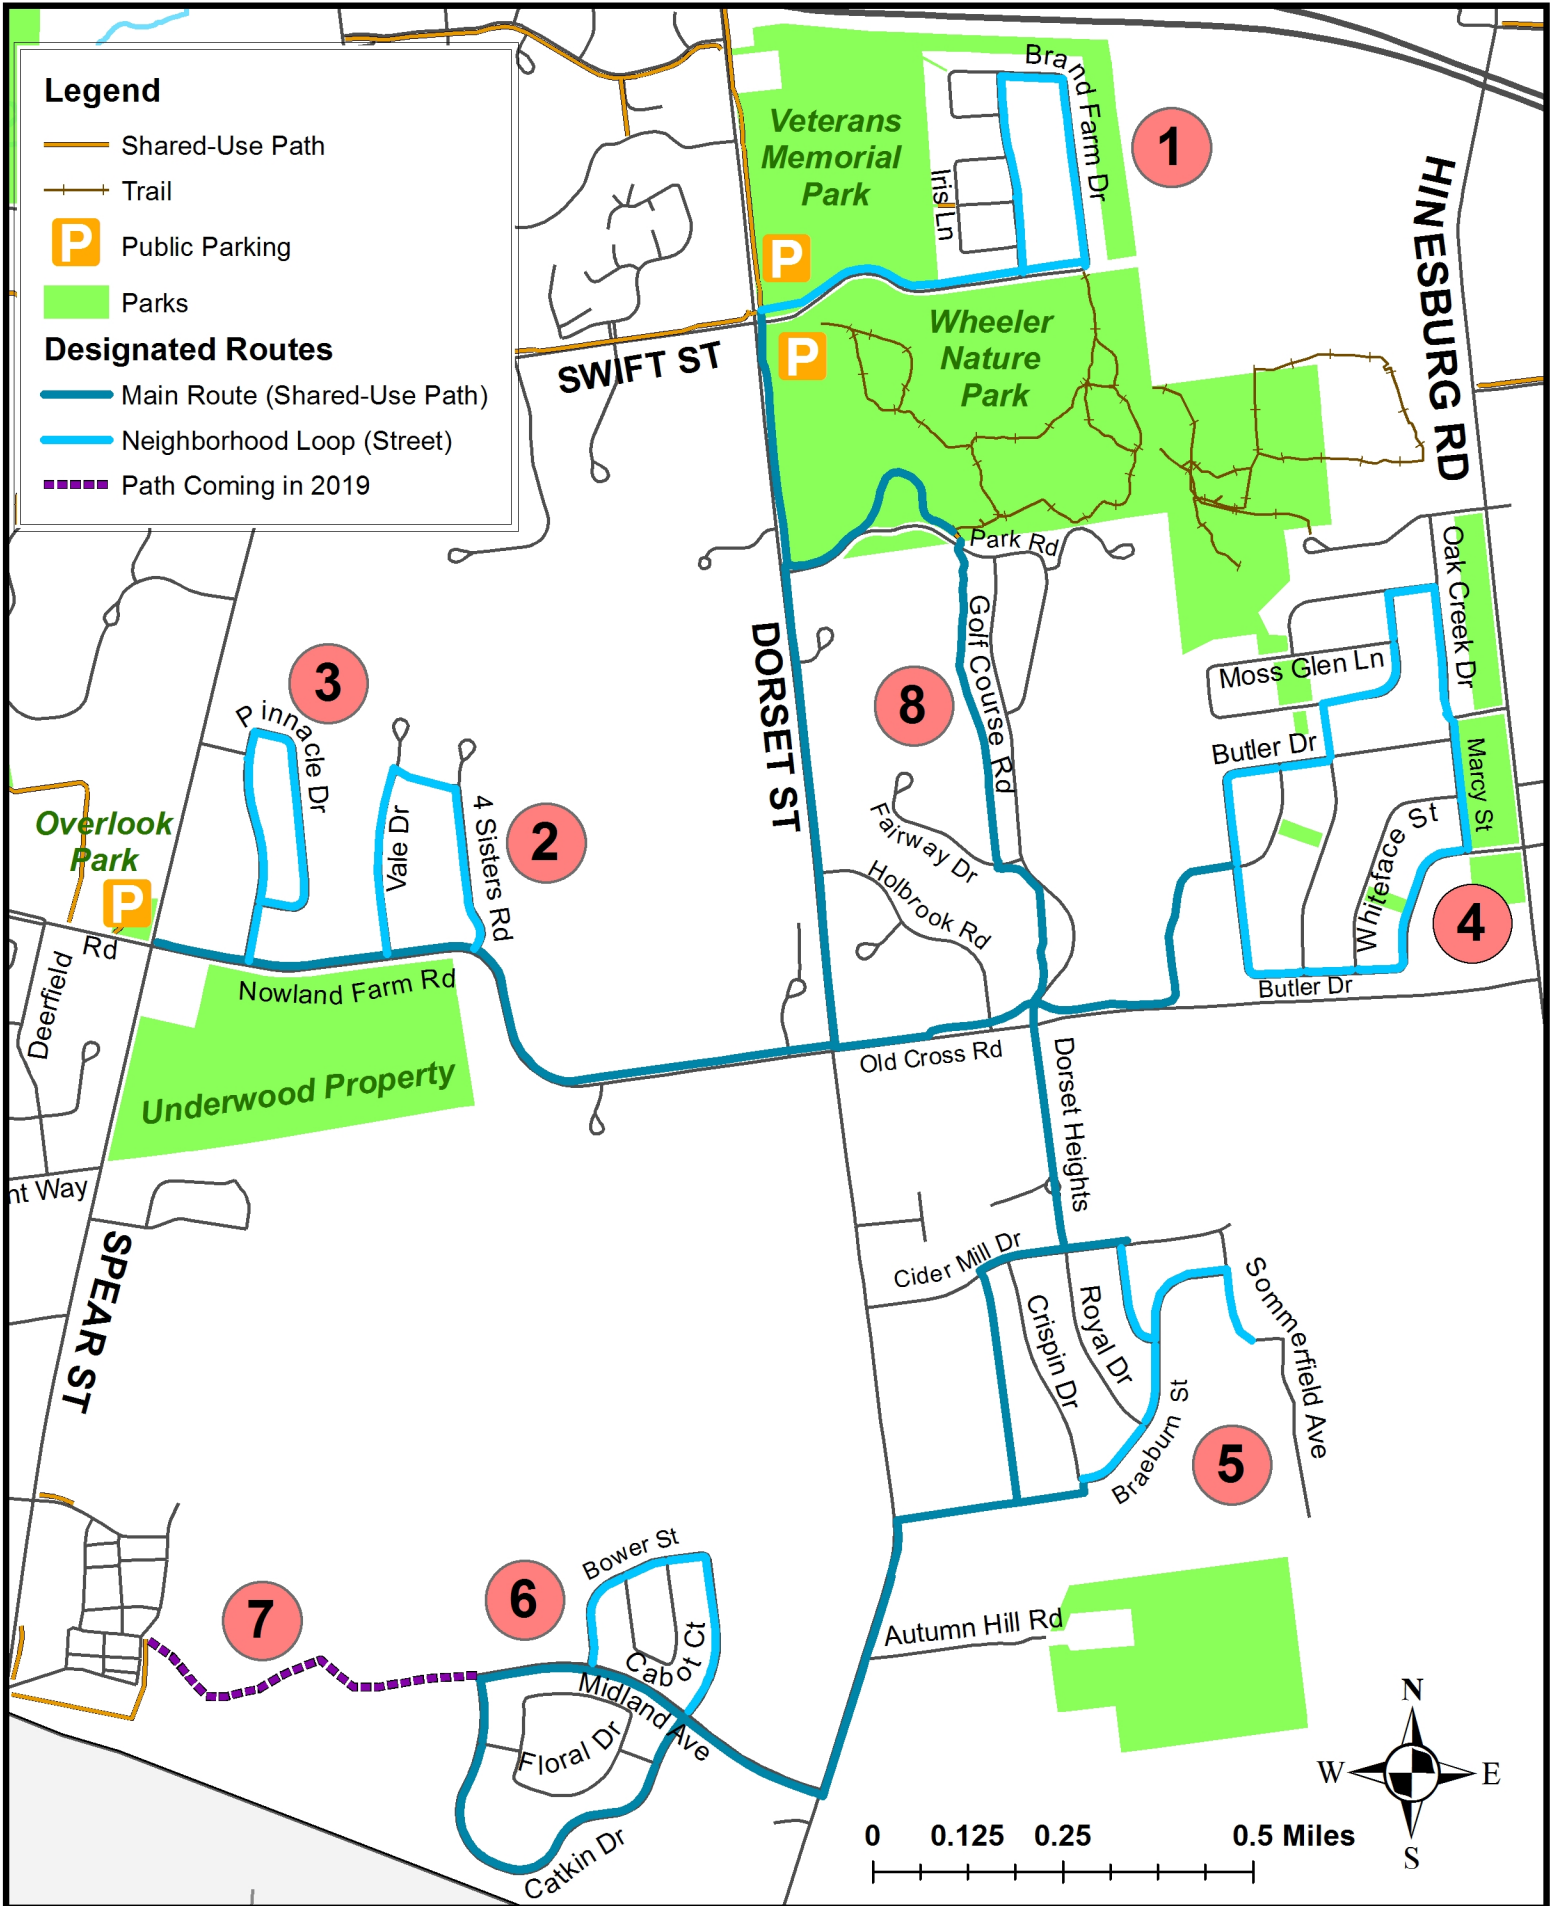 Legend
Shared-Use Path
Trail
P
Public Parking
Parks
Designated Routes
Main Route (Shared-Use Path)
Neighborhood Loop (Street)
Path Coming in 2019
Veterans
Memorial
Park
P
Brand Farm Dr
Iris Ln
1
HINESBURG RD
SWIFT ST
P
Wheeler
Nature
Park
Park Rd
Golf Course Rd
DORSET ST
8
Oak Creek Dr
Moss Glen Ln
Butler Dr
Marcy St
Whiteface St
4
Butler Dr
3
Pinnacle Dr
Overlook
Park
P
Vale Dr
4 Sisters Rd
2
Fairway Dr
Holbrook Rd
Rd
Deerfield
Nowland Farm Rd
Underwood Property
Old Cross Rd
Dorset Heights
nt Way
SPEAR ST
Cider Mill Dr
Crispin Dr
Royal Dr
Braeburn St
Sommerfield Ave
5
7
6
Bower St
Cabot Ct
Midland Ave
Floral Dr
Catkin Dr
Autumn Hill Rd
N
W
E
S
0 0.125 0.25 0.5 Miles